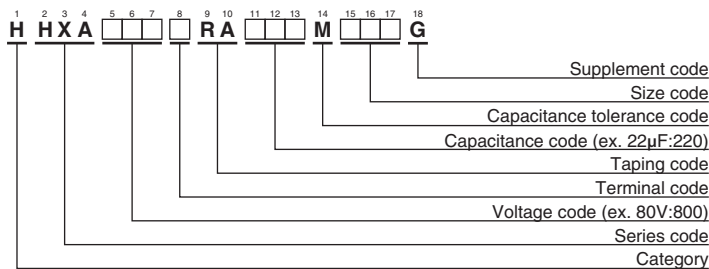 1 2 3 4 5 6 7 8 9 10 11 12 13 14 15 16 17 18
H HXA RA M G
Supplement code
Size code
Capacitance tolerance code
Capacitance code (ex. 22µF:220)
Taping code
Terminal code
Voltage code (ex. 80V:800)
Series code
Category